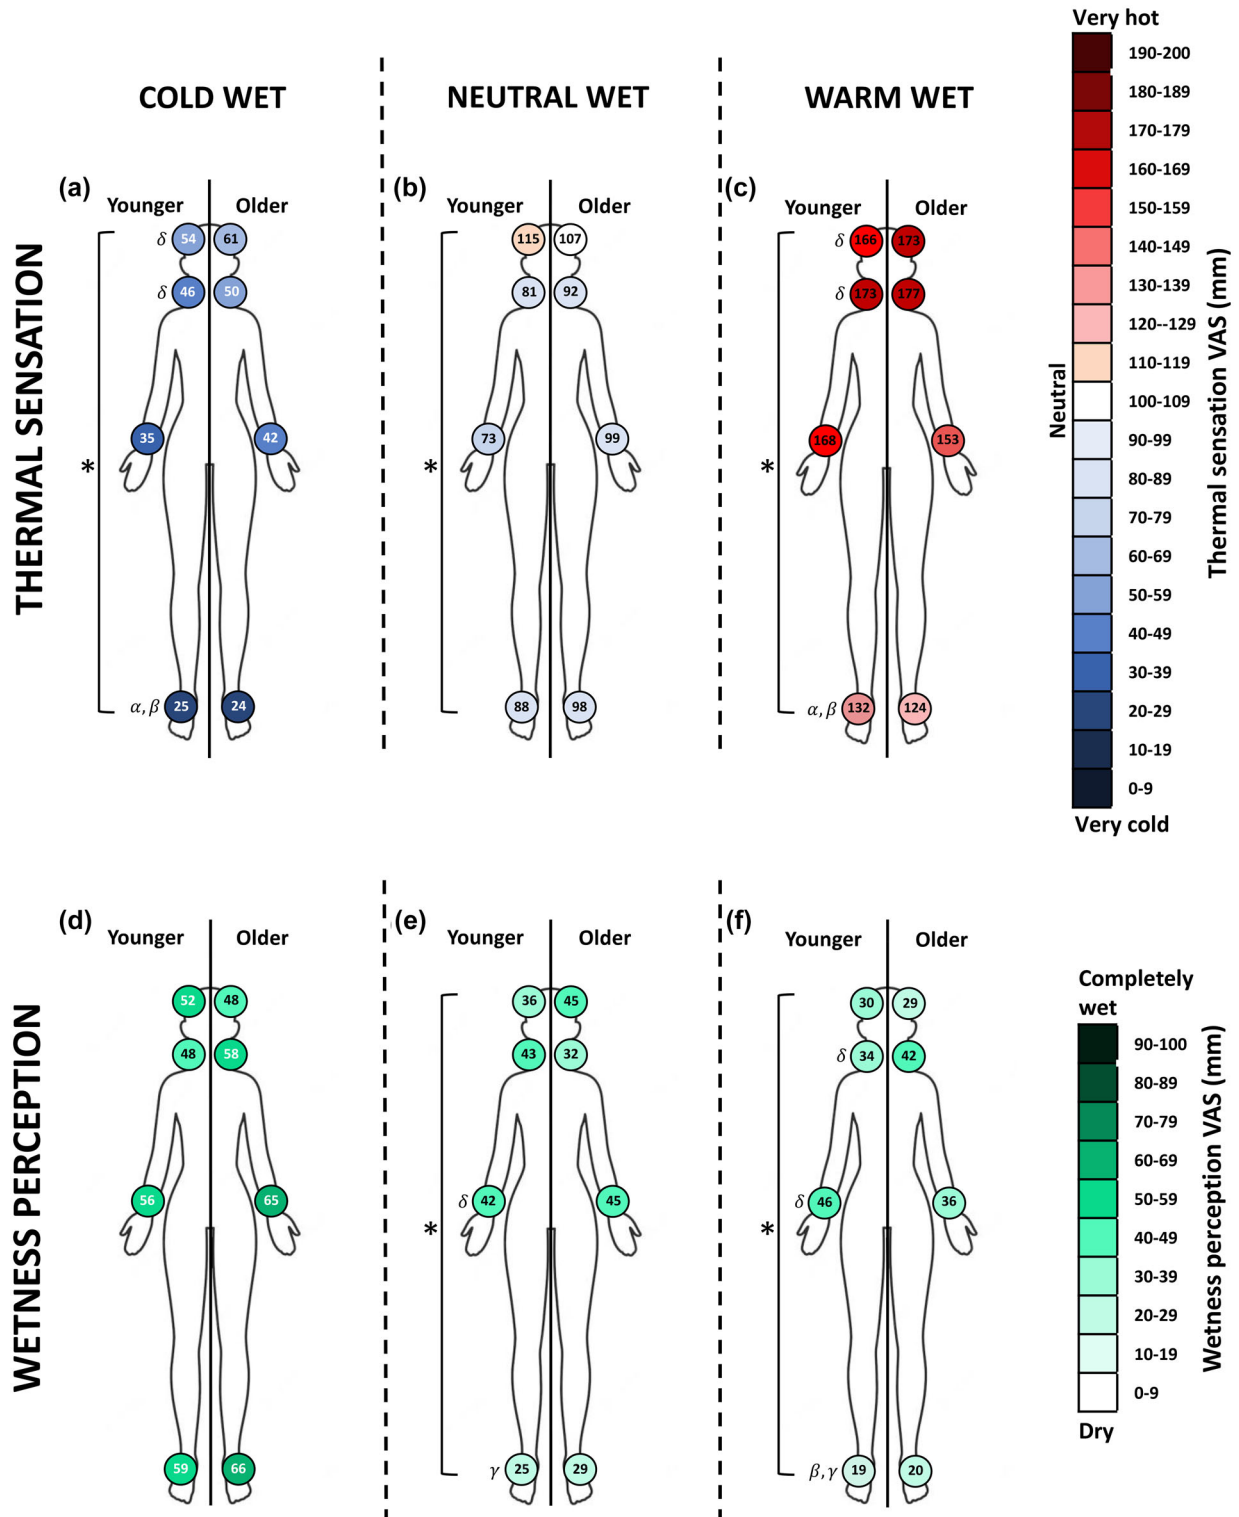 COLD WET
NEUTRAL WET
WARM WET
THERMAL SENSATION
(a)
Younger
Older
δ
54
61
δ
46
50
35
42
*
α, β
25
24
(b)
Younger
Older
115
107
81
92
73
99
*
88
98
(c)
Younger
Older
δ
166
173
δ
173
177
168
153
*
α, β
132
124
Very hot
190-200
180-189
170-179
160-169
150-159
140-149
130-139
120--129
110-119
100-109
90-99
80-89
70-79
60-69
50-59
40-49
30-39
20-29
10-19
0-9
Very cold
Neutral
Thermal sensation VAS (mm)
WETNESS PERCEPTION
(d)
Younger
Older
52
48
48
58
56
65
59
66
(e)
Younger
Older
36
45
43
32
δ
42
45
*
γ
25
29
(f)
Younger
Older
30
29
δ
34
42
δ
46
36
*
β, γ
19
20
Completely
wet
90-100
80-89
70-79
60-69
50-59
40-49
30-39
20-29
10-19
0-9
Dry
Wetness perception VAS (mm)